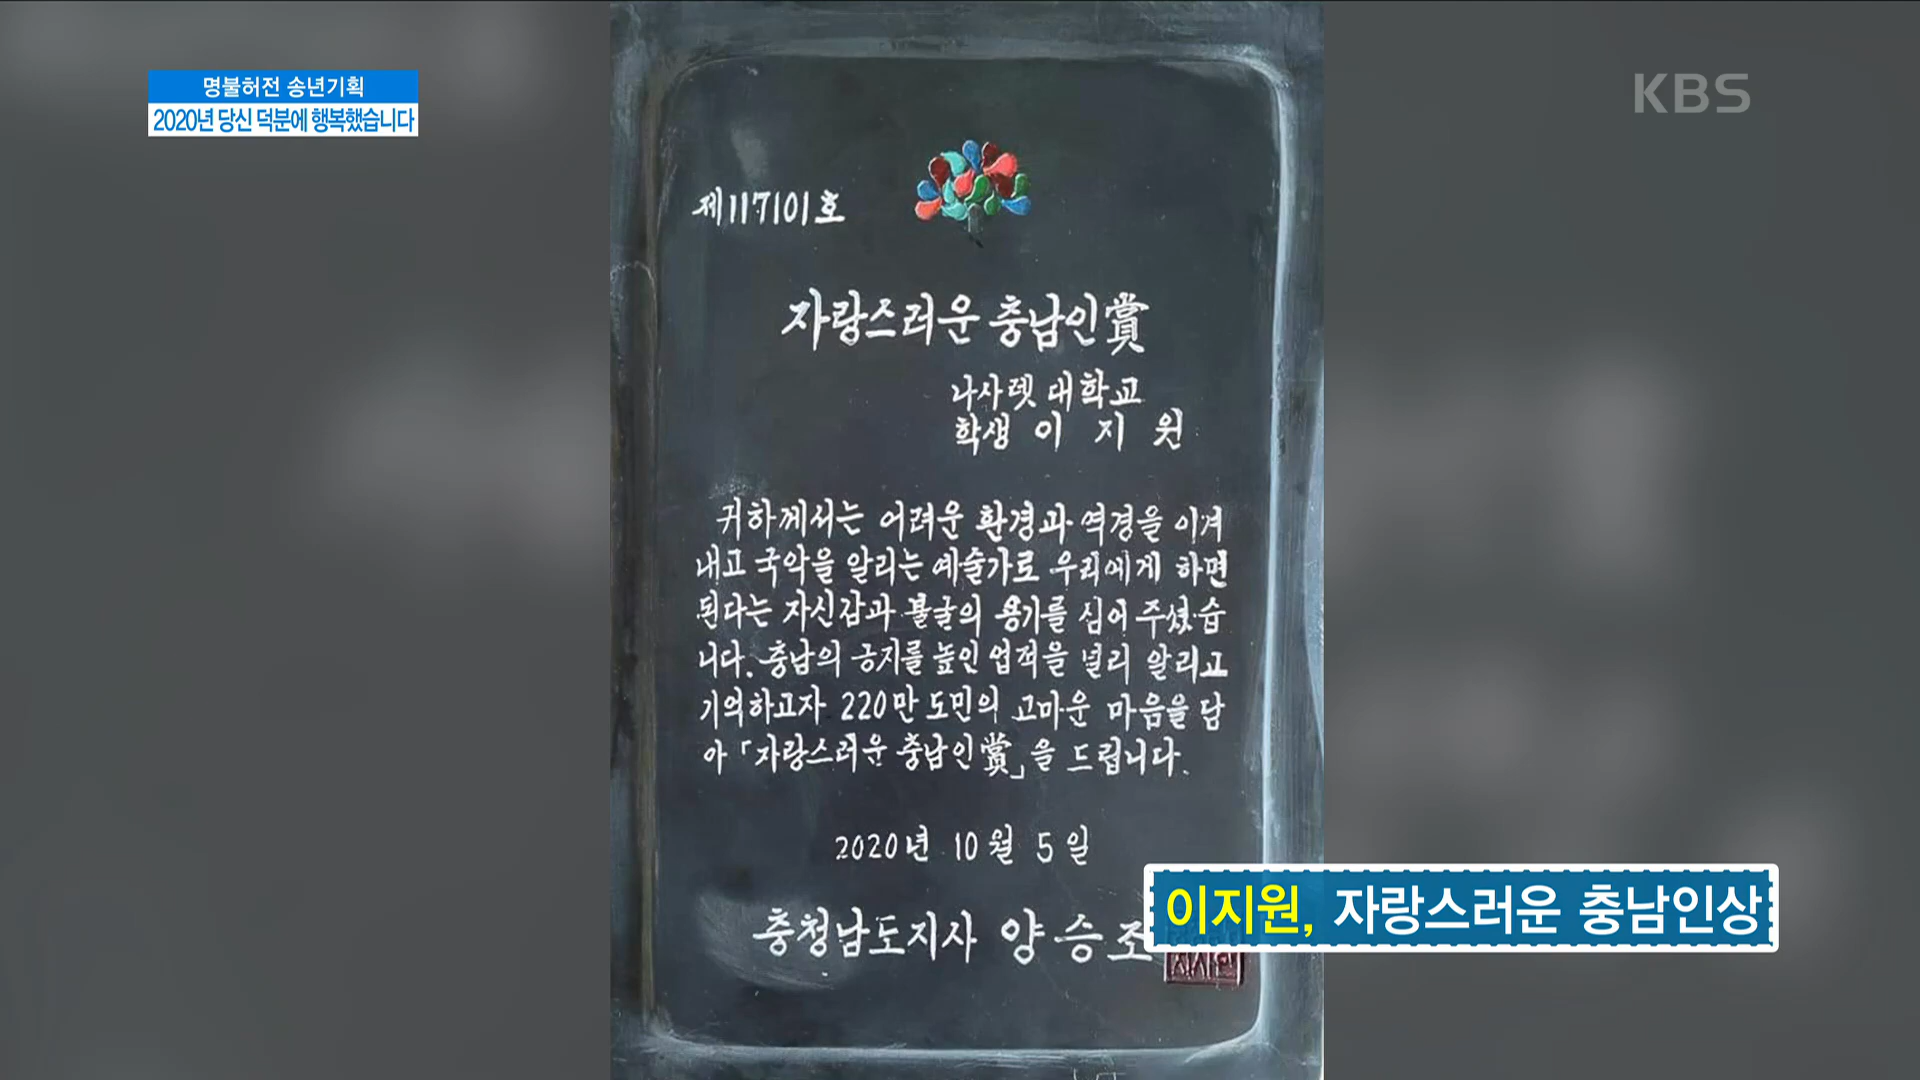 명불허전 송년기획
2020년 당신 덕분에 행복했습니다
KBS
제117101호
자랑스러운 충남인賞
나사렛 대학교
학생 이 지 원
귀하께서는 어려운 환경과 역경을 이겨
내고 국악을 알리는 예술가로 우리에게 하면
된다는 자신감과 불굴의 용기를 심어 주셨습
니다. 충남의 긍지를 높인 업적을 널리 알리고
기억하고자 220만 도민의 고마운 마음을 담
아 「자랑스러운 충남인賞」을 드립니다.
2020년 10월 5일
충청남도지사 양승조
이지원, 자랑스러운 충남인상